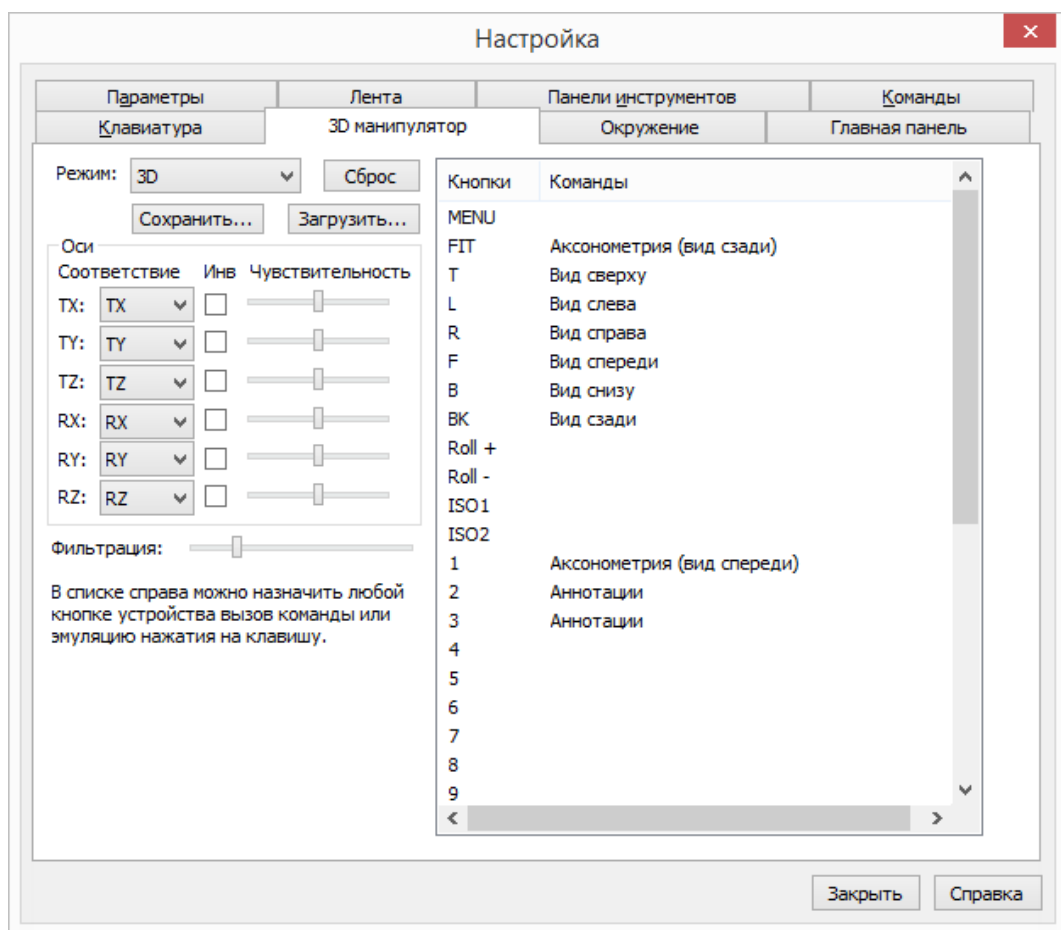 Настройка
Параметры Лента Панели инструментов Команды
Клавиатура 3D манипулятор Окружение Главная панель
Режим: 3D Сброс
Сохранить... Загрузить...
Оси
Соответствие Инв Чувствительность
TX: TX
TY: TY
TZ: TZ
RX: RX
RY: RY
RZ: RZ
Фильтрация:
В списке справа можно назначить любой
кнопке устройства вызов команды или
эмуляцию нажатия на клавишу.
Кнопки Команды
MENU
FIT Аксонометрия (вид сзади)
T Вид сверху
L Вид слева
R Вид справа
F Вид спереди
B Вид снизу
BK Вид сзади
Roll +
Roll -
ISO1
ISO2
1 Аксонометрия (вид спереди)
2 Аннотации
3 Аннотации
4
5
6
7
8
9
Закрыть Справка